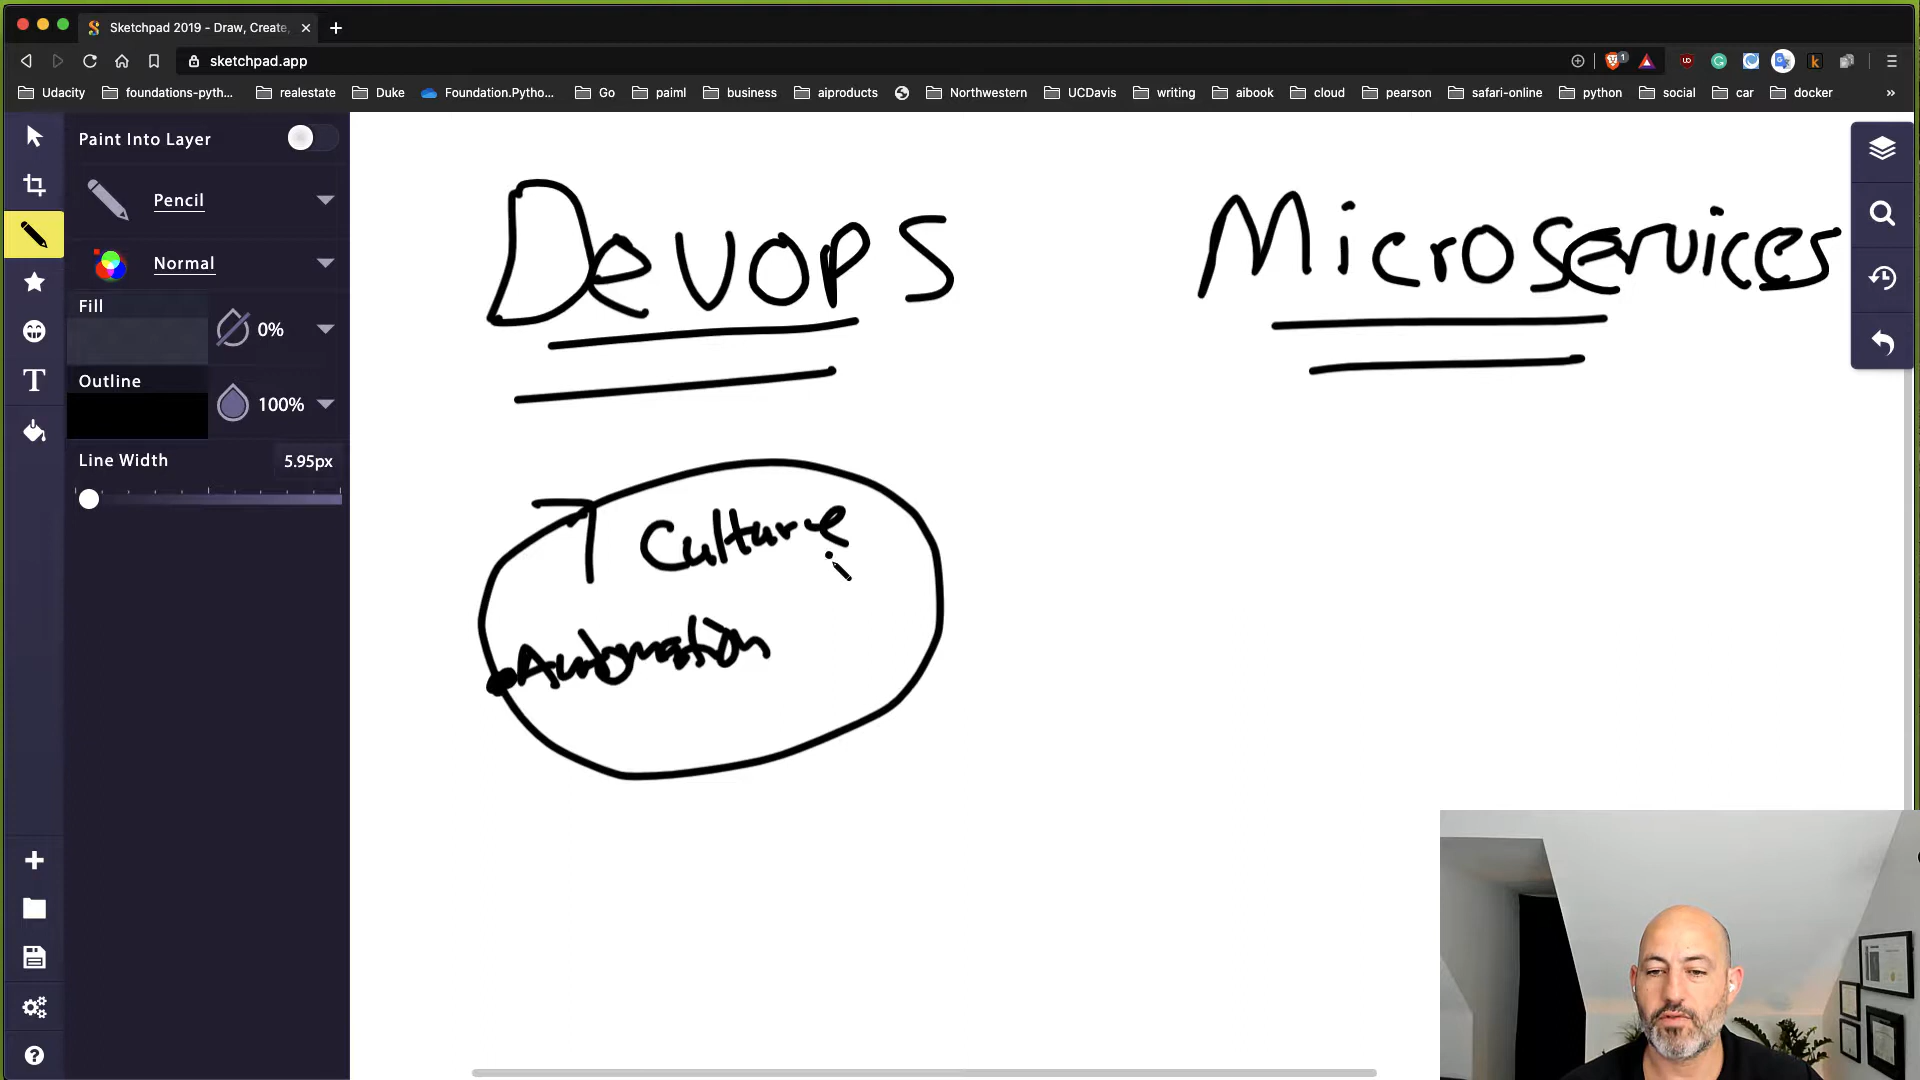 Sketchpad 2019 - Draw, Create,
sketchpad.app
Udacity foundations-pyth... realestate Duke Foundation.Pytho... Go paiml business aiproducts Northwestern UCDavis writing aibook cloud pearson safari-online python social car docker »
Paint Into Layer
Pencil
Normal
Fill
0%
Outline
100%
Line Width 5.95px
T
Devops Microservices
Culture
Automation